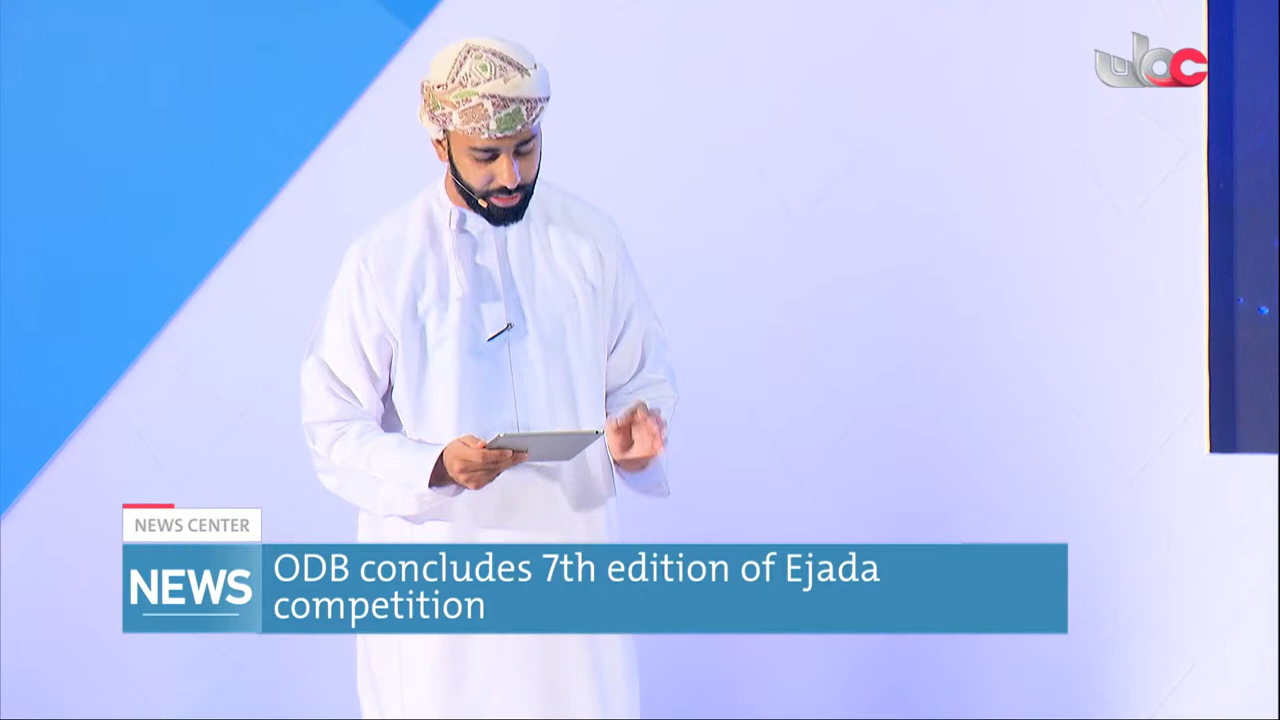 NEWS CENTER
NEWS
ODB concludes 7th edition of Ejada
competition